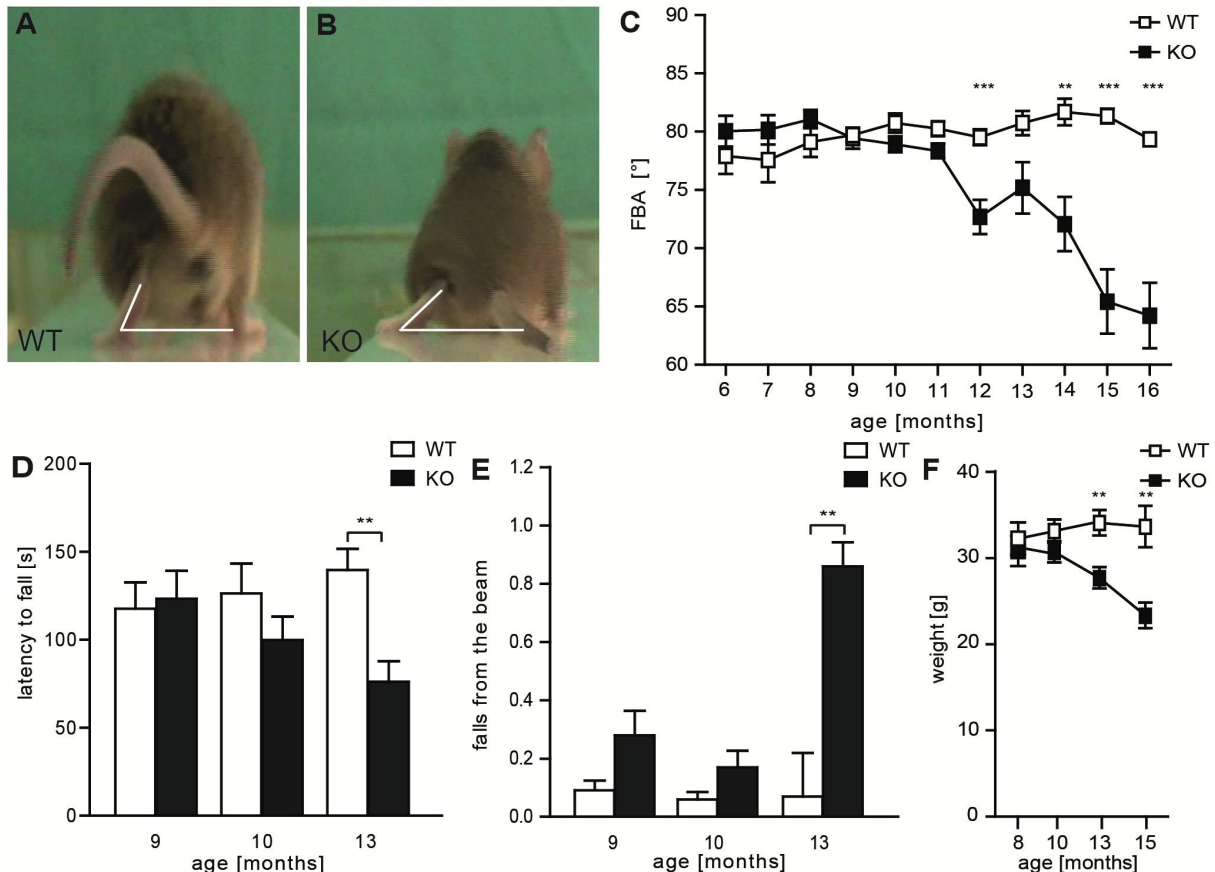 A
WT
B
KO
C
WT
KO
90
85
80
75
70
65
60
FBA [°]
*** ** *** ***
6 7 8 9 10 11 12 13 14 15 16
age [months]
D
WT
KO
200
150
100
50
0
latency to fall [s]
**
9 10 13
age [months]
E
WT
KO
1.2
1.0
0.8
0.6
0.4
0.2
0.0
falls from the beam
**
9 10 13
age [months]
F
WT
KO
40
30
20
10
0
weight [g]
** **
8 10 13 15
age [months]